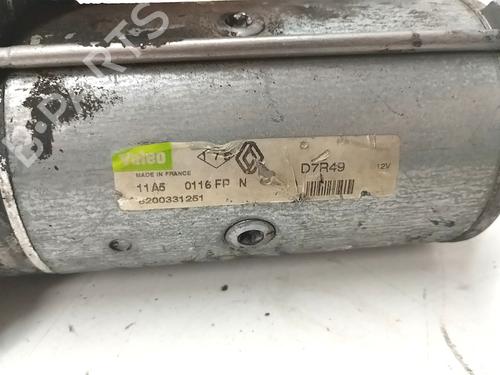 B-PARTS
Valeo
MADE IN FRANCE
D7R49
12V
11A5 0116 FP N
8200331251